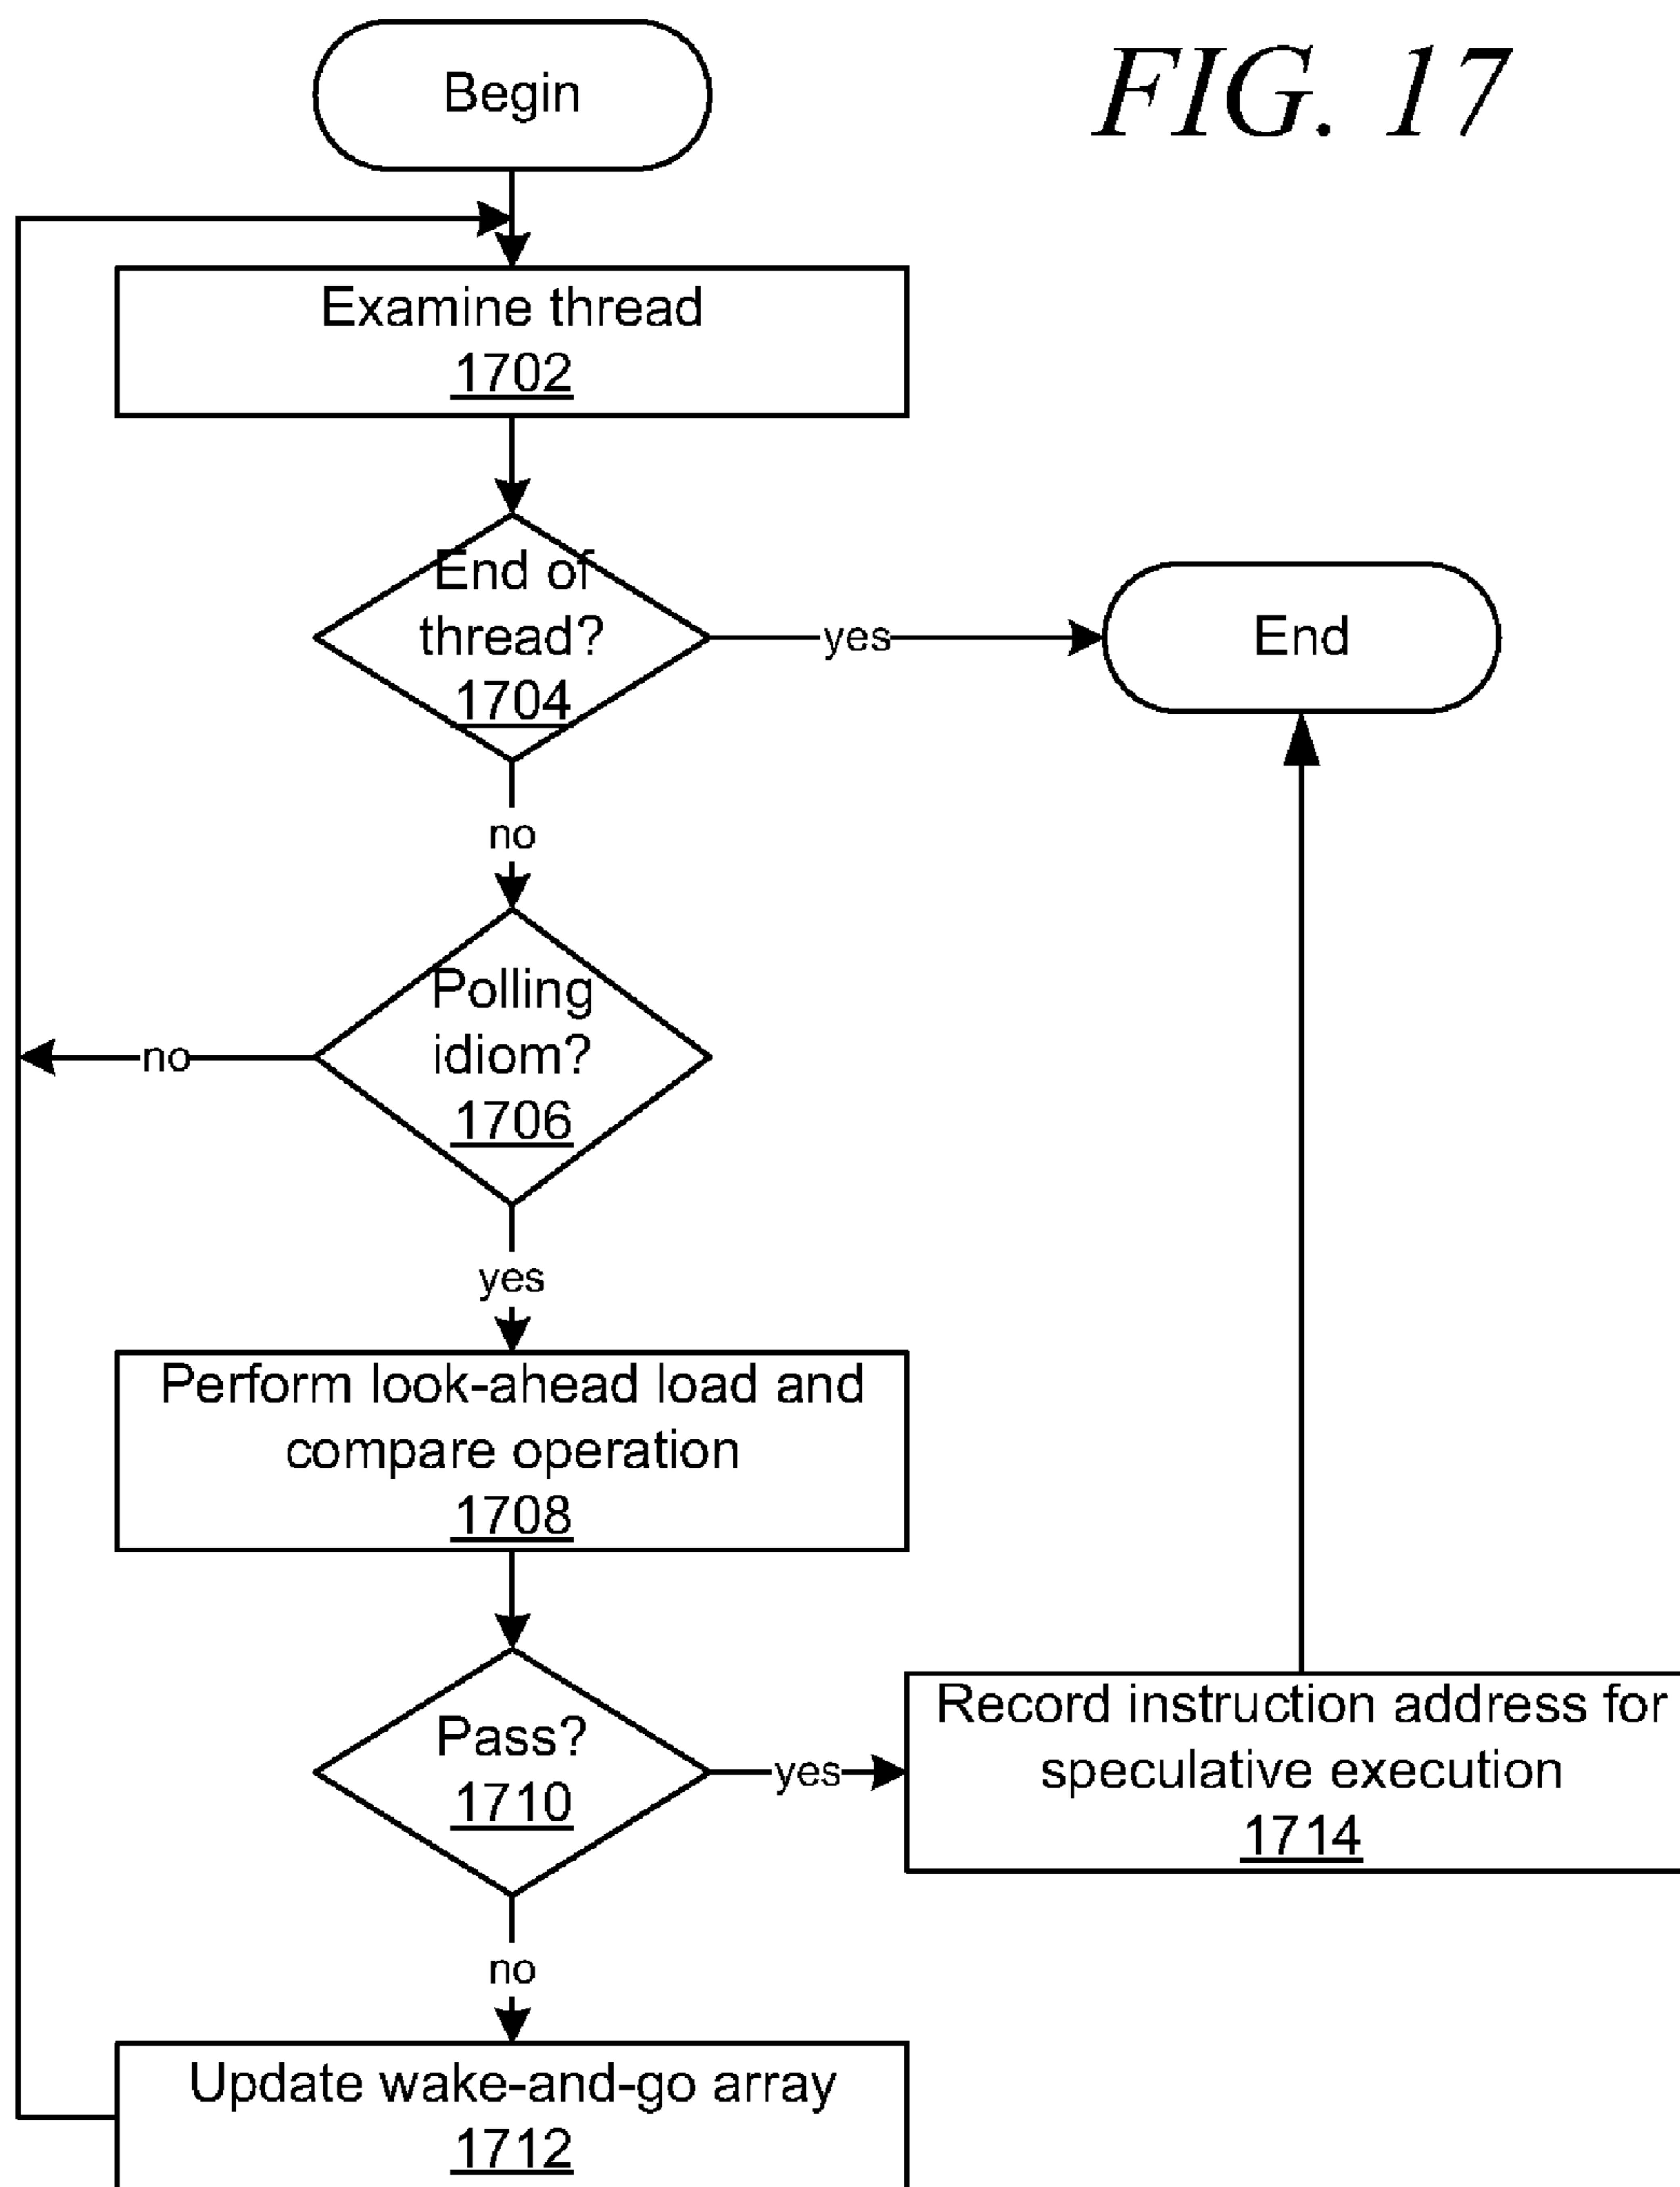 FIG. 17
Begin
Examine thread
1702
End of
thread?
1704
yes
End
no
Polling
idiom?
1706
no
yes
Perform look-ahead load and
compare operation
1708
Pass?
1710
yes
Record instruction address for
speculative execution
1714
no
Update wake-and-go array
1712